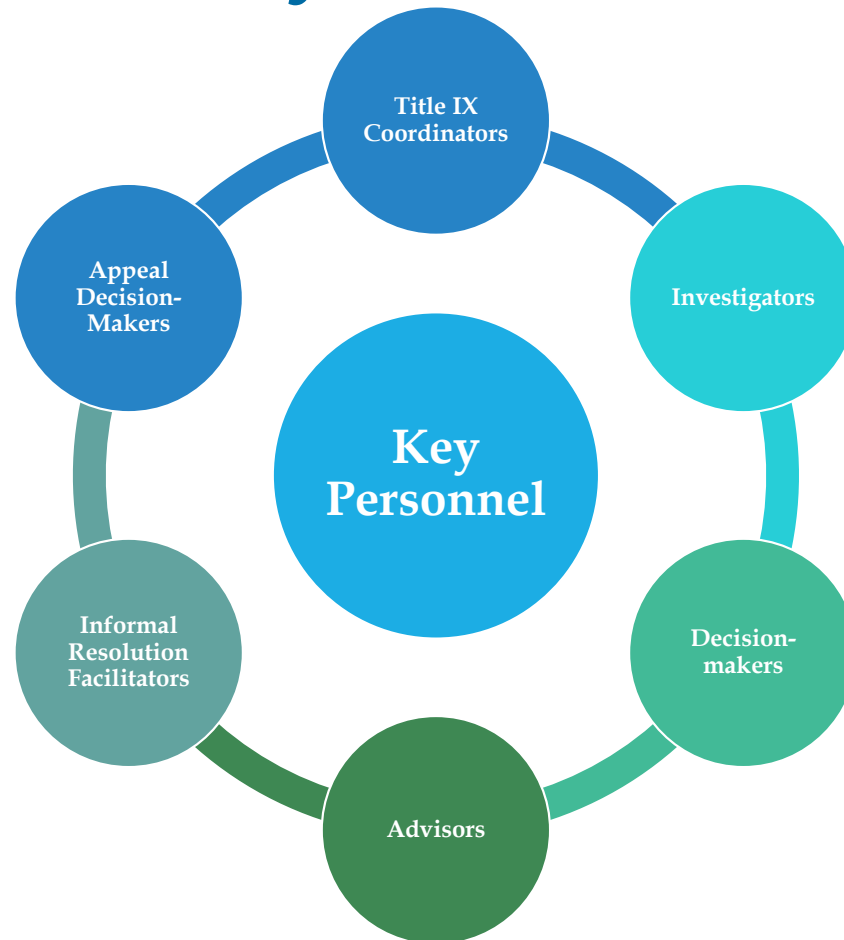 Title IX
Coordinators
Investigators
Decision-
makers
Advisors
Informal
Resolution
Facilitators
Appeal
Decision-
Makers
Key
Personnel